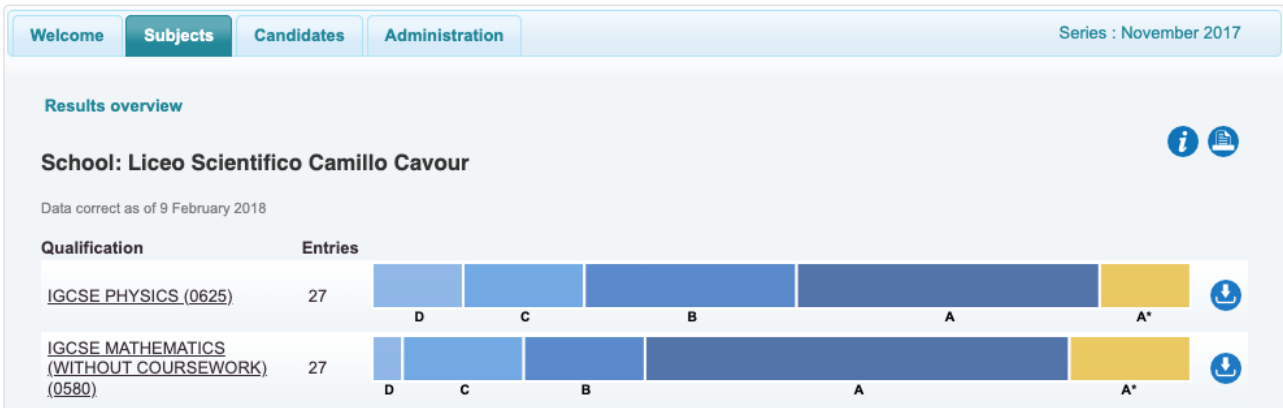 Welcome Subjects Candidates Administration Series : November 2017
Results overview
School: Liceo Scientifico Camillo Cavour
Data correct as of 9 February 2018
Qualification Entries
IGCSE PHYSICS (0625) 27
D C B A A*
IGCSE MATHEMATICS
(WITHOUT COURSEWORK) 27
(0580)
D C B A A*